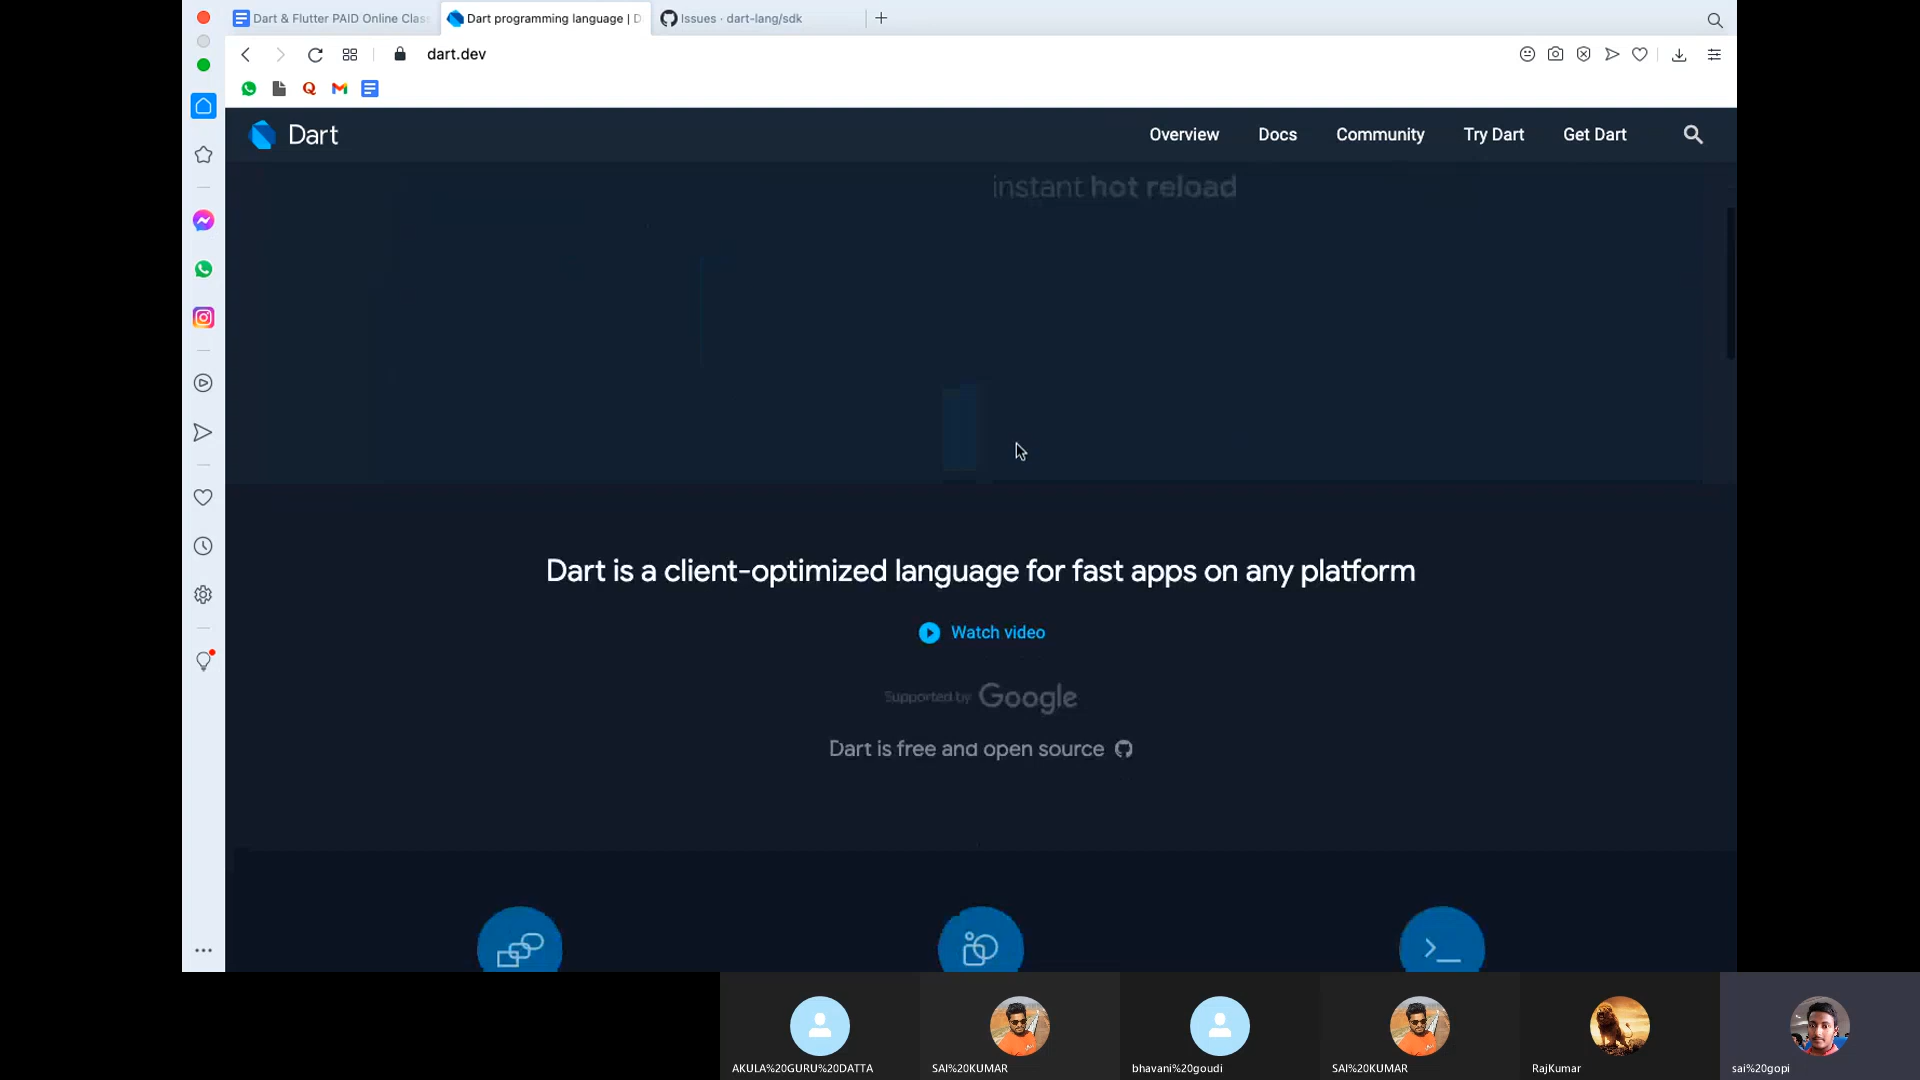 Dart & Flutter PAID Online Clas
Dart programming language | D
Issues · dart-lang/sdk
dart.dev
Dart
Overview
Docs
Community
Try Dart
Get Dart
instant hot reload
Dart is a client-optimized language for fast apps on any platform
Watch video
Supported by Google
Dart is free and open source
AKULA%20GURU%20DATTA
SAI%20KUMAR
bhavani%20goudi
SAI%20KUMAR
RajKumar
sai%20gopi